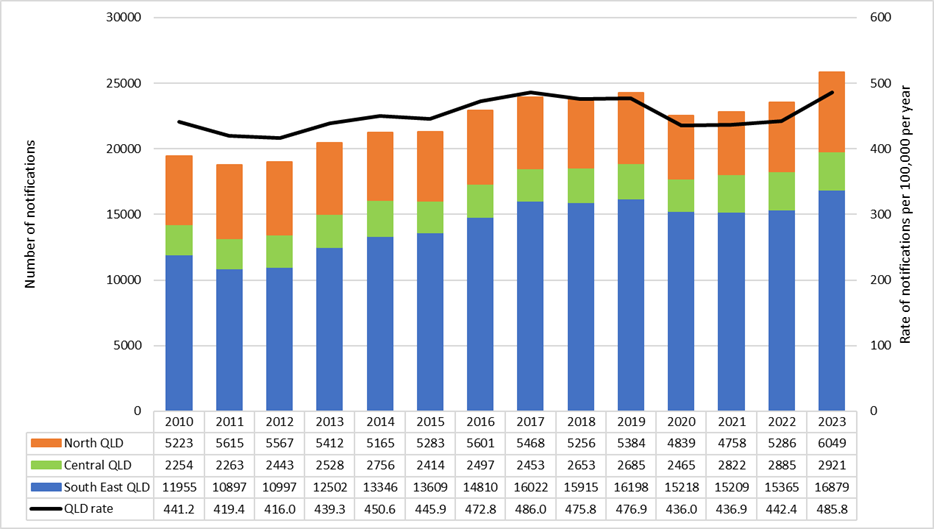 30000
25000
20000
15000
10000
5000
0
Number of notifications
600
500
400
300
200
100
0
Rate of notifications per 100,000 per year
2010 2011 2012 2013 2014 2015 2016 2017 2018 2019 2020 2021 2022 2023
North QLD 5223 5615 5567 5412 5165 5283 5601 5468 5256 5384 4839 4758 5286 6049
Central QLD 2254 2263 2443 2528 2756 2414 2497 2453 2653 2685 2465 2822 2885 2921
South East QLD 11955 10897 10997 12502 13346 13609 14810 16022 15915 16198 15218 15209 15365 16879
QLD rate 441.2 419.4 416.0 439.3 450.6 445.9 472.8 486.0 475.8 476.9 436.0 436.9 442.4 485.8